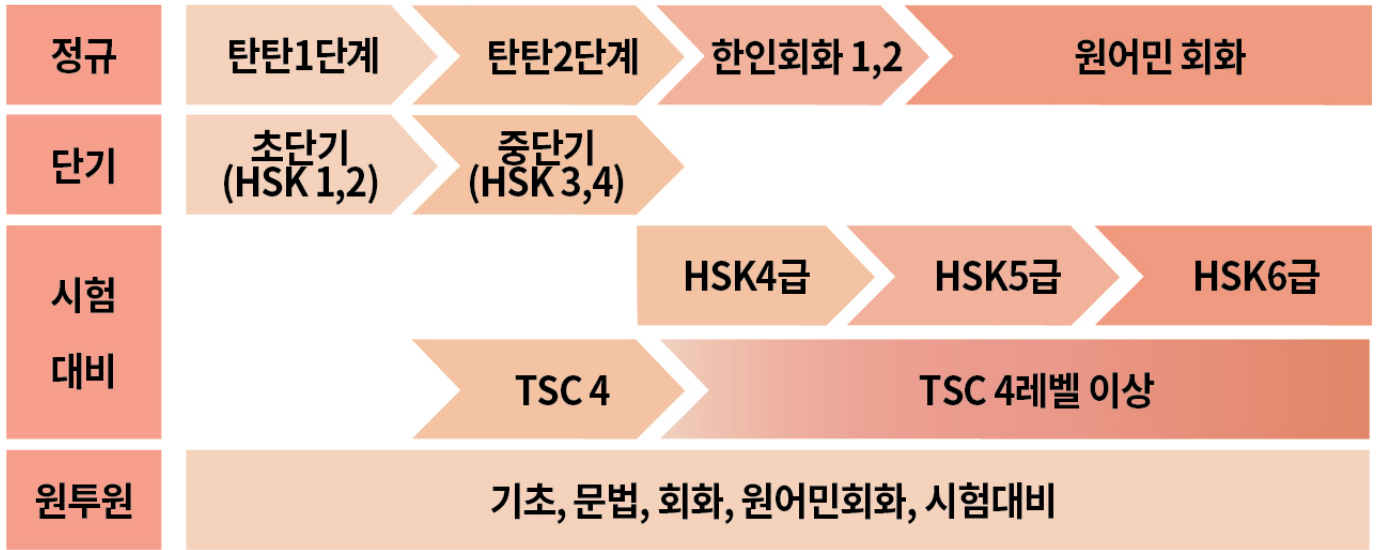 정규
탄탄1단계
탄탄2단계
한인회화 1,2
원어민 회화
단기
초단기
(HSK 1,2)
중단기
(HSK 3,4)
시험
대비
HSK4급
HSK5급
HSK6급
TSC 4
TSC 4레벨 이상
원투원
기초, 문법, 회화, 원어민회화, 시험대비